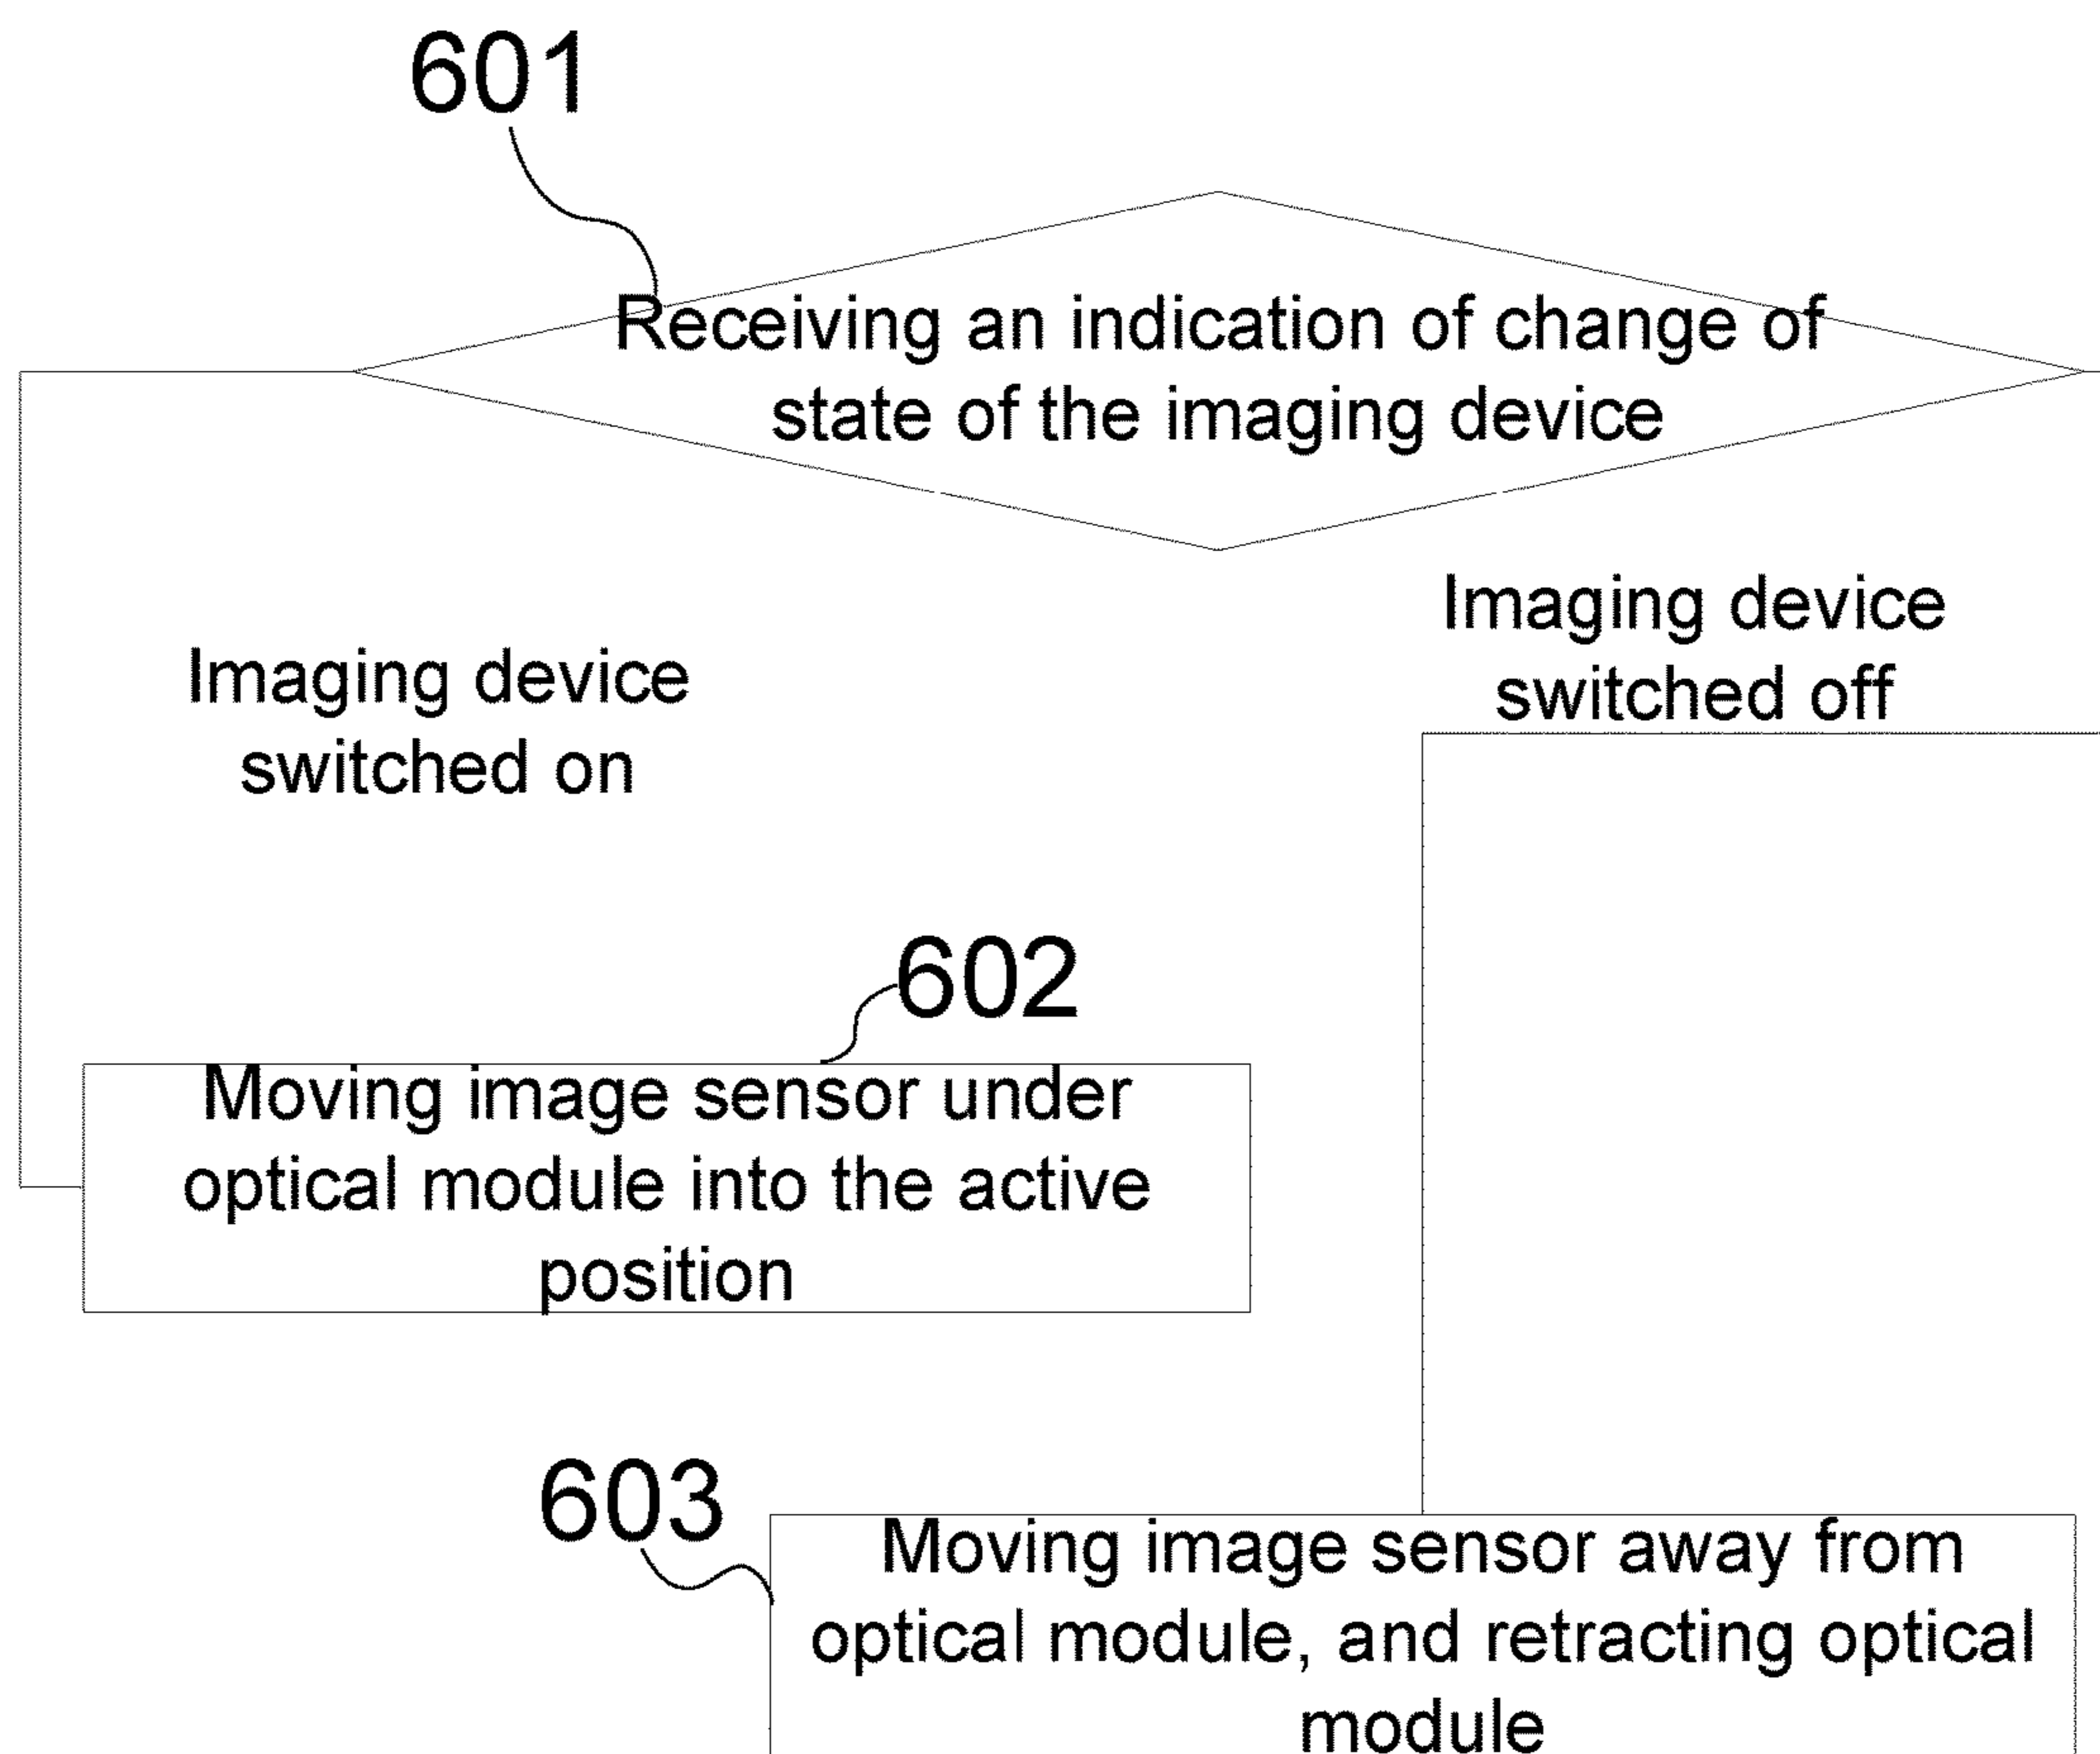 601
Receiving an indication of change of
state of the imaging device
Imaging device
switched off
Imaging device
switched on
602
Moving image sensor under
optical module into the active
position
603
Moving image sensor away from
optical module, and retracting optical
module